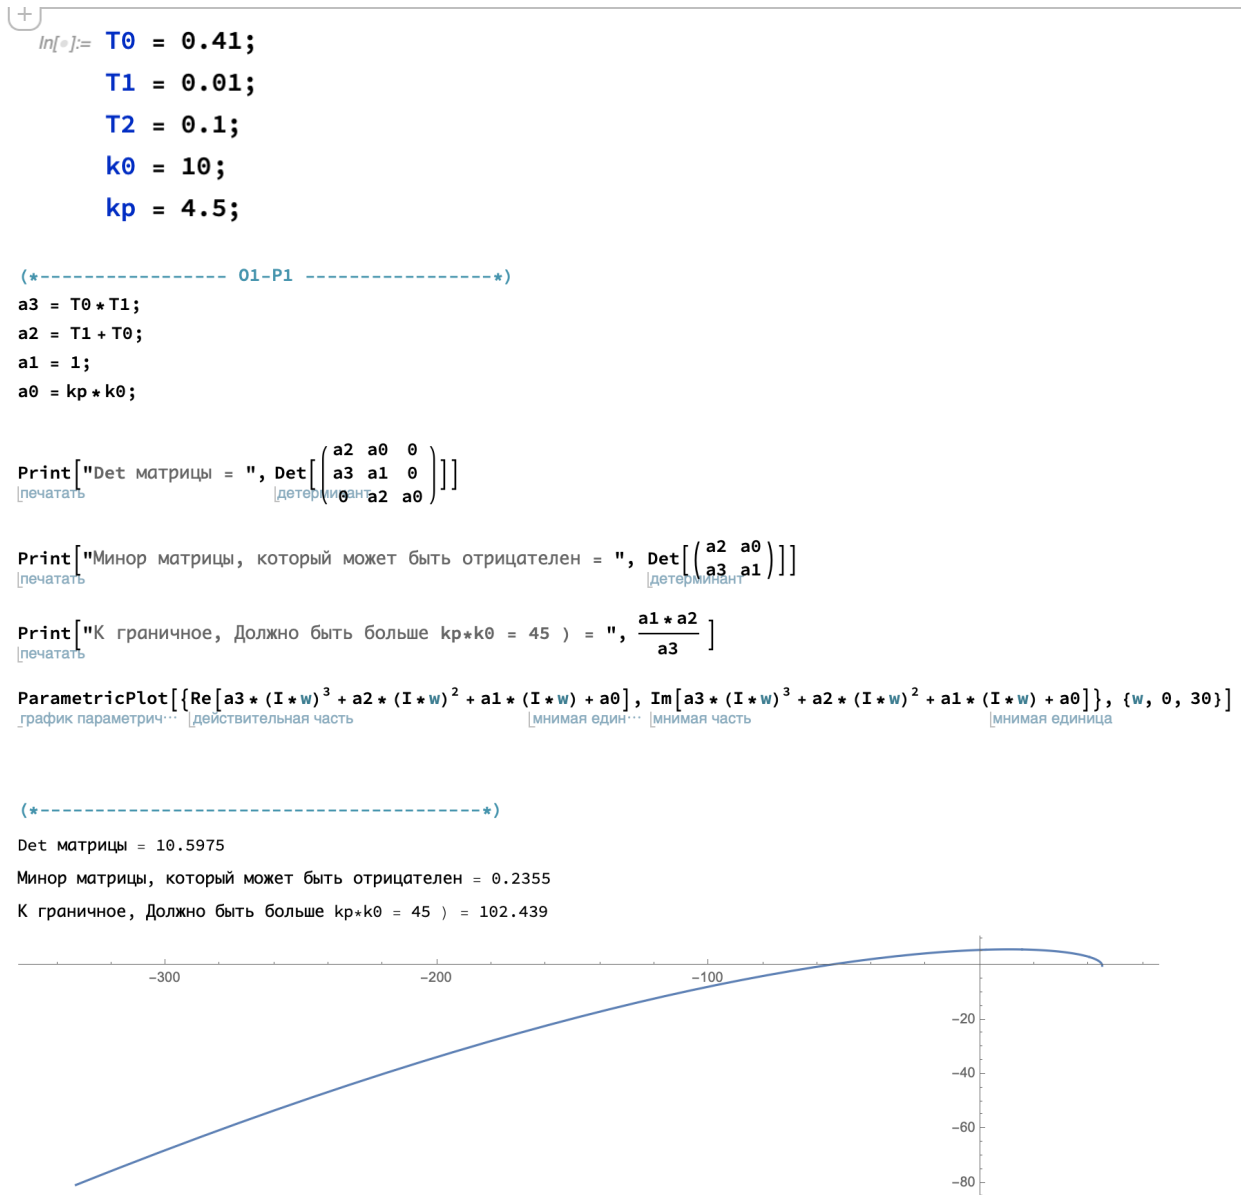 In[•]:= T0 = 0.41;
T1 = 0.01;
T2 = 0.1;
k0 = 10;
kp = 4.5;
(*----------------- O1-P1 -----------------*)
a3 = T0 * T1;
a2 = T1 + T0;
a1 = 1;
a0 = kp * k0;
Print["Det матрицы = ", Det[(a2 a0 0
a3 a1 0
0 a2 a0)]]
печатать детерминант
Print["Минор матрицы, который может быть отрицателен = ", Det[(a2 a0
a3 a1)]]
печатать детерминант
Print["К граничное, Должно быть больше kp*k0 = 45 ) = ", a1 * a2
a3 ]
печатать
ParametricPlot[{Re[a3 * (I * w)³ + a2 * (I * w)² + a1 * (I * w) + a0], Im[a3 * (I * w)³ + a2 * (I * w)² + a1 * (I * w) + a0]}, {w, 0, 30}]
график параметрич⋯ действительная часть мнимая един⋯ мнимая часть мнимая единица
(*----------------------------------------*)
Det матрицы = 10.5975
Минор матрицы, который может быть отрицателен = 0.2355
К граничное, Должно быть больше kp*k0 = 45 ) = 102.439
-300 -200 -100
-20
-40
-60
-80